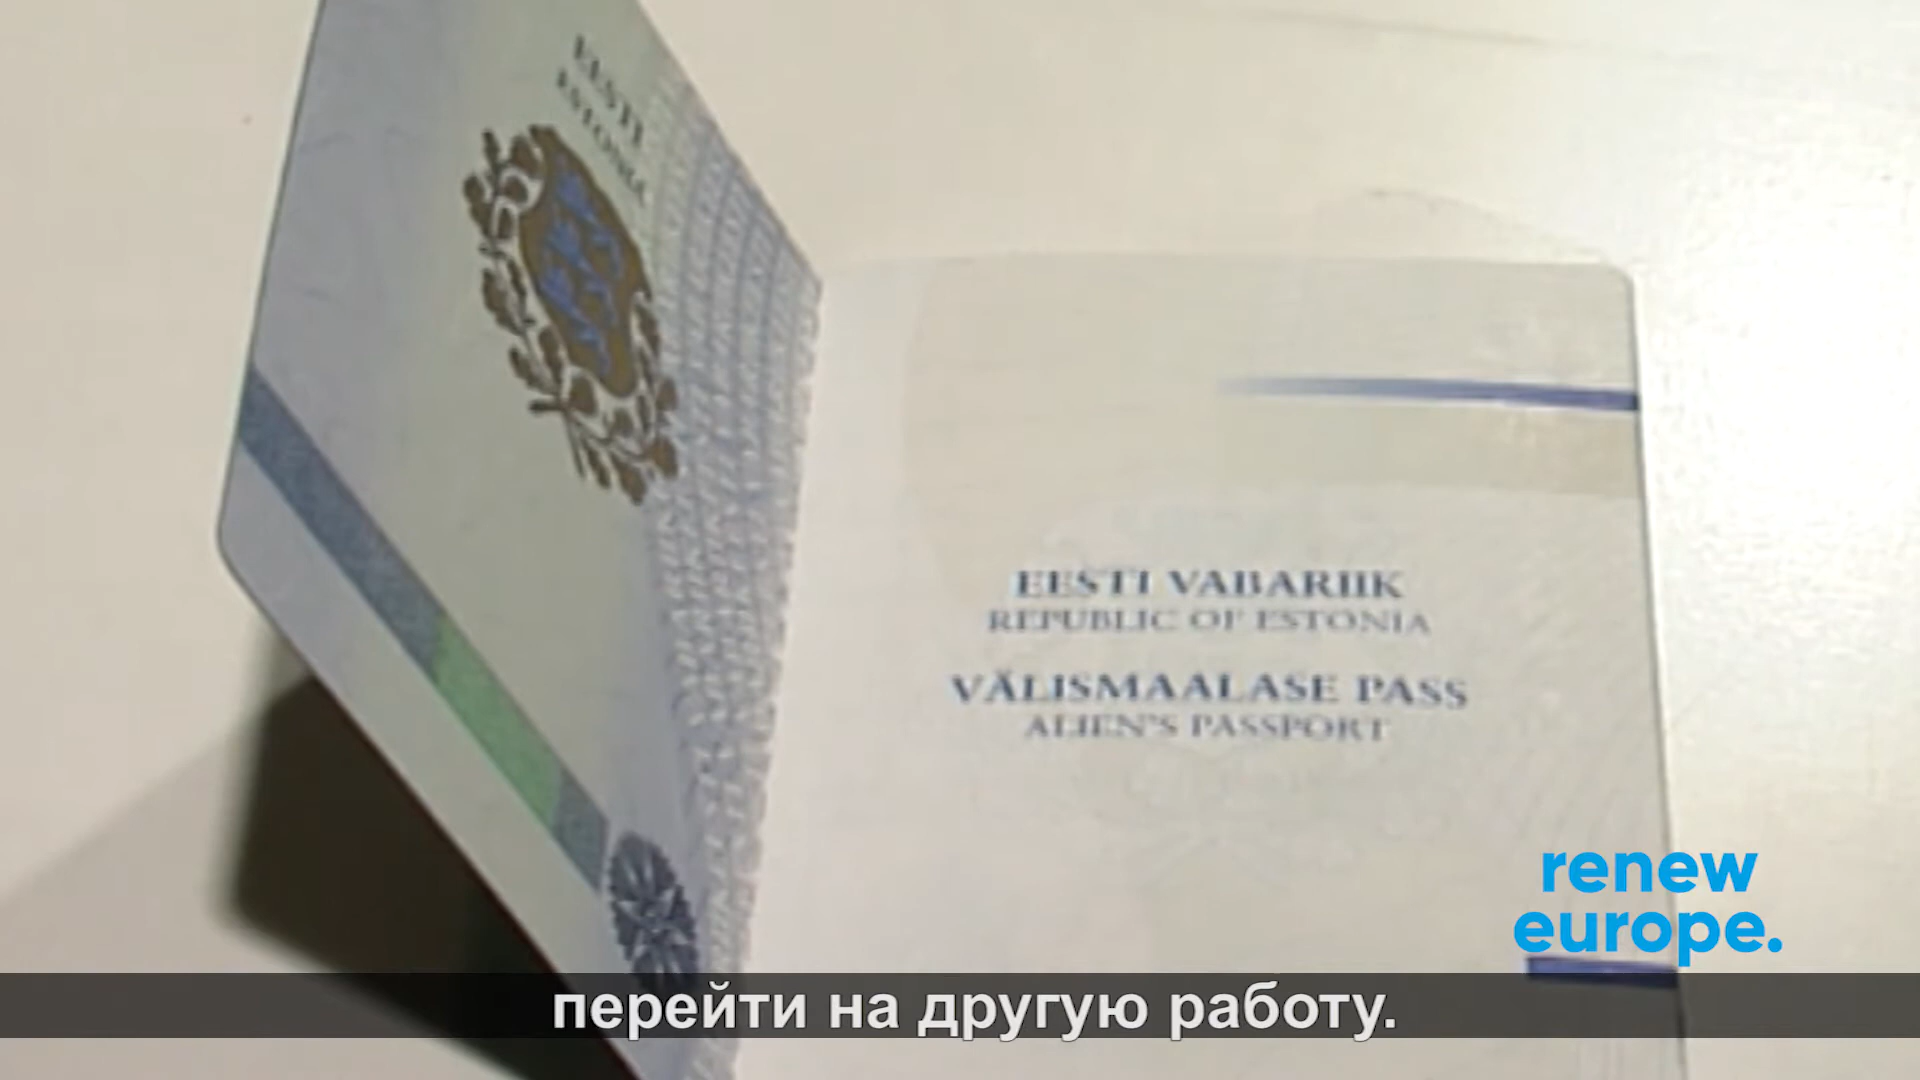 EESTI
ESTONIA
EESTI VABARIIK
REPUBLIC OF ESTONIA
VÄLISMAALASE PASS
ALIEN'S PASSPORT
renew
europe.
перейти на другую работу.